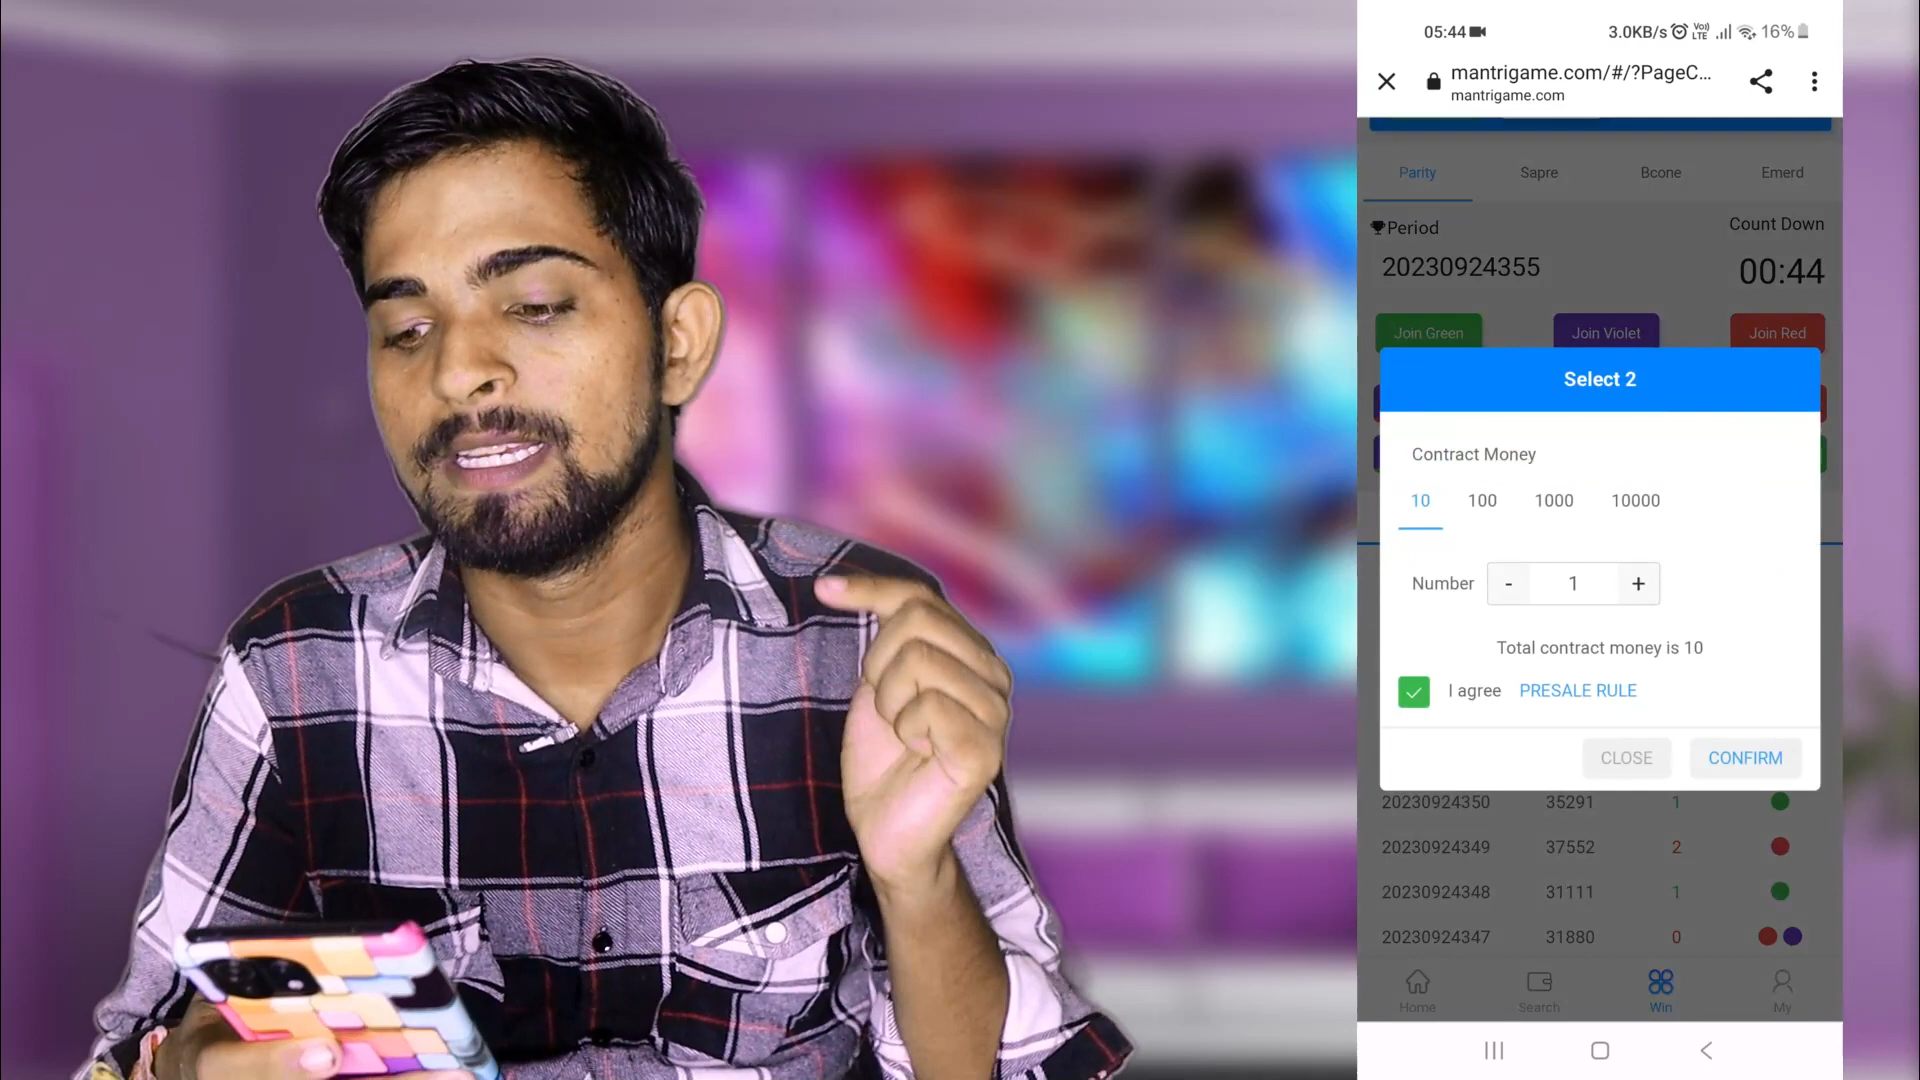 05:44
3.0KB/s Vo) LTE 16%
mantrigame.com/#/?PageC...
mantrigame.com
Parity Sapre Bcone Emerd
Period Count Down
20230924355 00:44
Join Green Join Violet Join Red
Select 2
Contract Money
10 100 1000 10000
Number - 1 +
Total contract money is 10
I agree PRESALE RULE
CLOSE CONFIRM
20230924350 35291 1
20230924349 37552 2
20230924348 31111 1
20230924347 31880 0
Home Search Win My